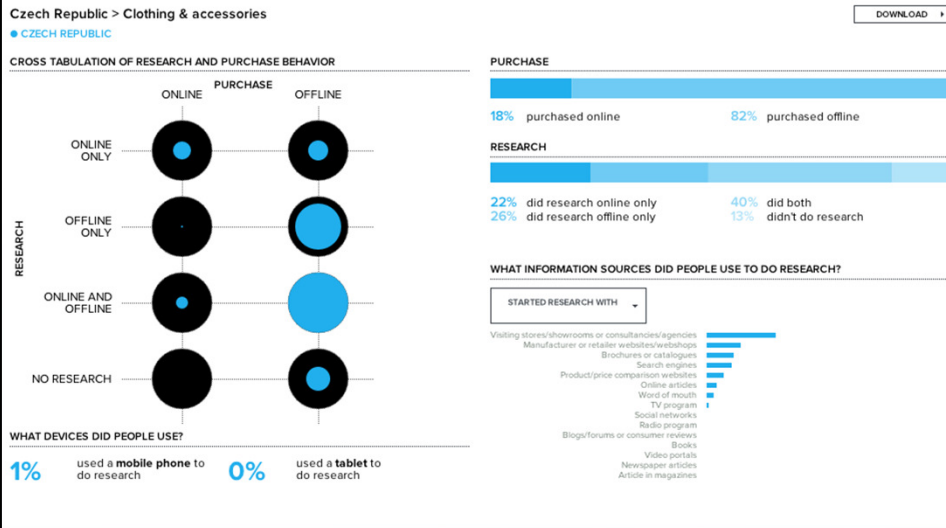 Czech Republic > Clothing & accessories
DOWNLOAD
CZECH REPUBLIC
CROSS TABULATION OF RESEARCH AND PURCHASE BEHAVIOR
PURCHASE
ONLINE
OFFLINE
RESEARCH
ONLINE
ONLY
OFFLINE
ONLY
ONLINE AND
OFFLINE
NO RESEARCH
WHAT DEVICES DID PEOPLE USE?
1% used a mobile phone to
do research
0% used a tablet to
do research
PURCHASE
18% purchased online
82% purchased offline
RESEARCH
22% did research online only
26% did research offline only
40% did both
13% didn't do research
WHAT INFORMATION SOURCES DID PEOPLE USE TO DO RESEARCH?
STARTED RESEARCH WITH
Visiting stores/showrooms or consultancies/agencies
Manufacturer or retailer websites/webshops
Brochures or catalogues
Search engines
Product/price comparison websites
Online articles
Word of mouth
TV program
Social networks
Radio program
Blogs/forums or consumer reviews
Books
Video portals
Newspaper articles
Article in magazines